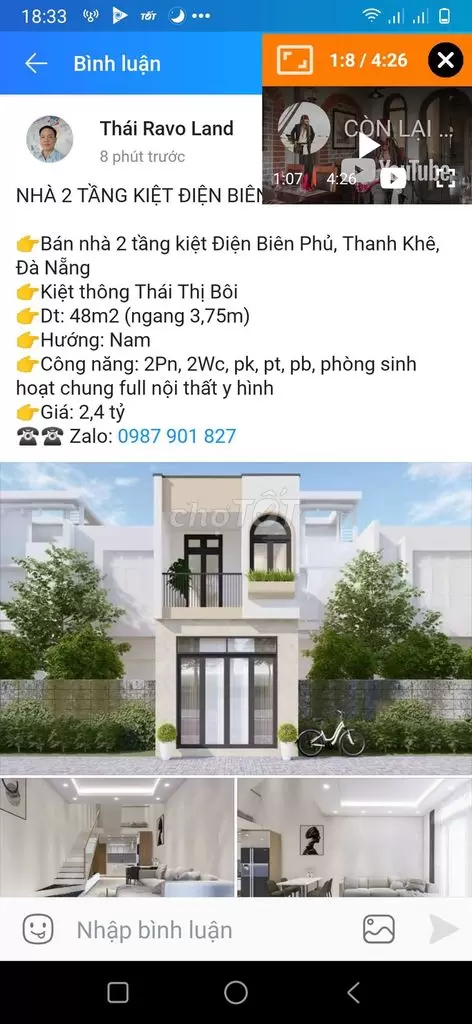 18:33
TỐT
Bình luận
1:8 / 4:26
Thái Ravo Land
8 phút trước
CÒN LẠI ...
YouTube
1:07 / 4:26
NHÀ 2 TẦNG KIỆT ĐIỆN BIÊN
👉Bán nhà 2 tầng kiệt Điện Biên Phủ, Thanh Khê,
Đà Nẵng
👉Kiệt thông Thái Thị Bôi
👉Dt: 48m2 (ngang 3,75m)
👉Hướng: Nam
👉Công năng: 2Pn, 2Wc, pk, pt, pb, phòng sinh
hoạt chung full nội thất y hình
👉Giá: 2,4 tỷ
☎☎ Zalo: 0987 901 827
choTỐT
Nhập bình luận